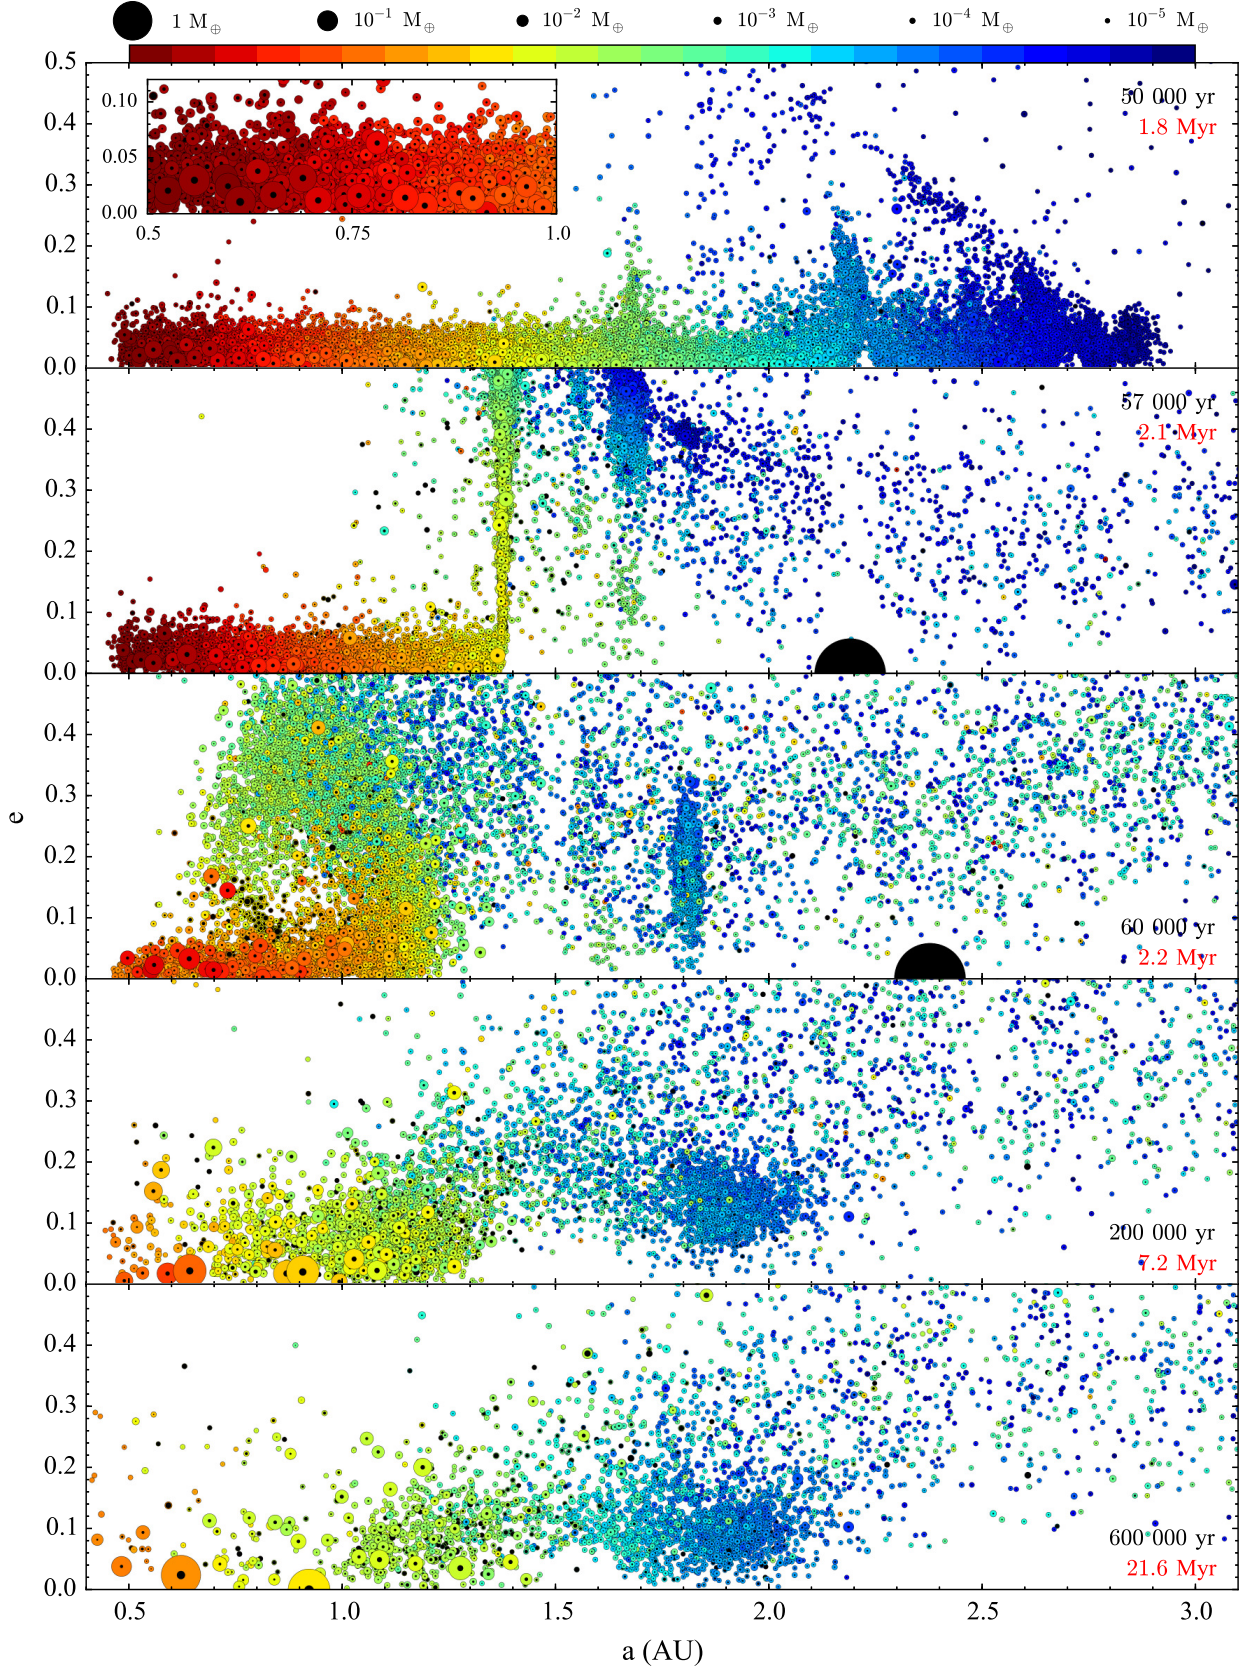 1 M⊕ 10⁻¹ M⊕ 10⁻² M⊕ 10⁻³ M⊕ 10⁻⁴ M⊕ 10⁻⁵ M⊕
0.5
0.10
0.05
0.00
0.5 0.75 1.0
50 000 yr
1.8 Myr
0.4
0.3
0.2
0.1
0.0
57 000 yr
2.1 Myr
0.4
0.3
0.2
0.1
0.0
e
0.4
0.3
0.2
0.1
0.0
60 000 yr
2.2 Myr
0.4
0.3
0.2
0.1
0.0
200 000 yr
7.2 Myr
0.4
0.3
0.2
0.1
0.0
600 000 yr
21.6 Myr
0.5 1.0 1.5 2.0 2.5 3.0
a (AU)